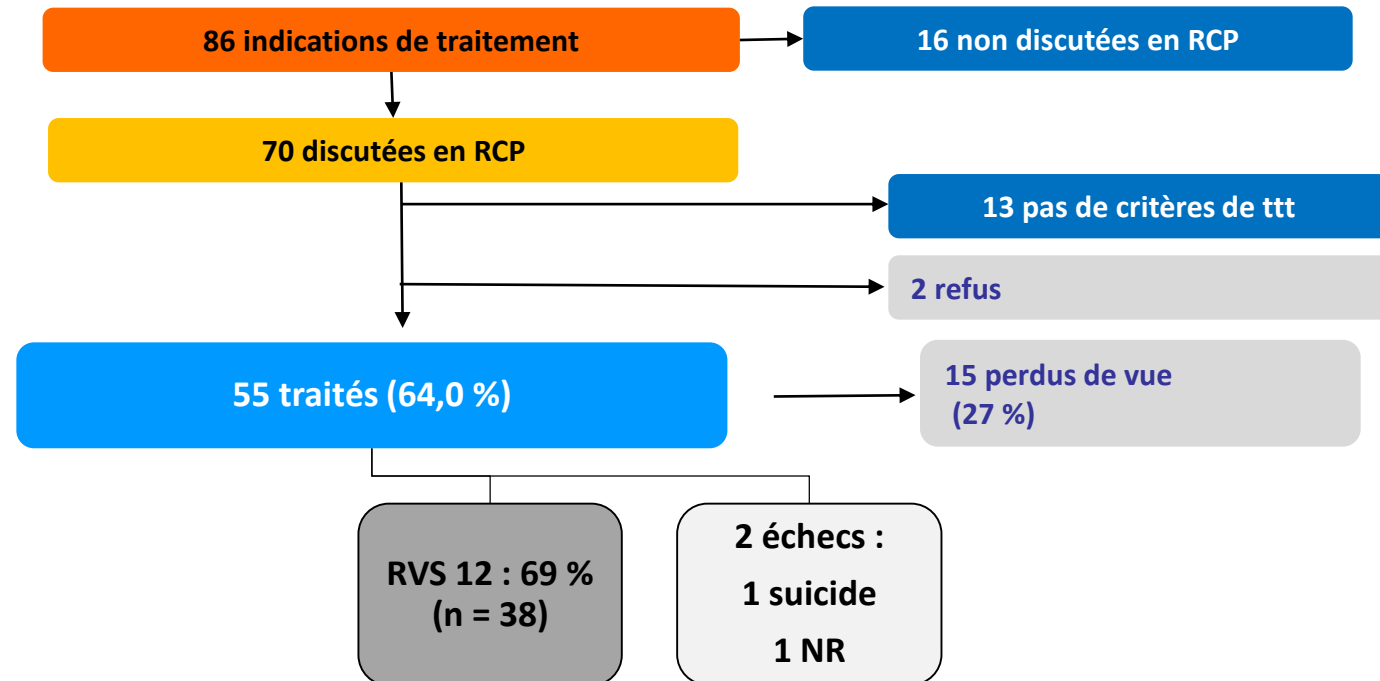 86 indications de traitement
16 non discutées en RCP
70 discutées en RCP
13 pas de critères de ttt
2 refus
55 traités (64,0 %)
15 perdus de vue
(27 %)
RVS 12 : 69 %
(n = 38)
2 échecs :
1 suicide
1 NR